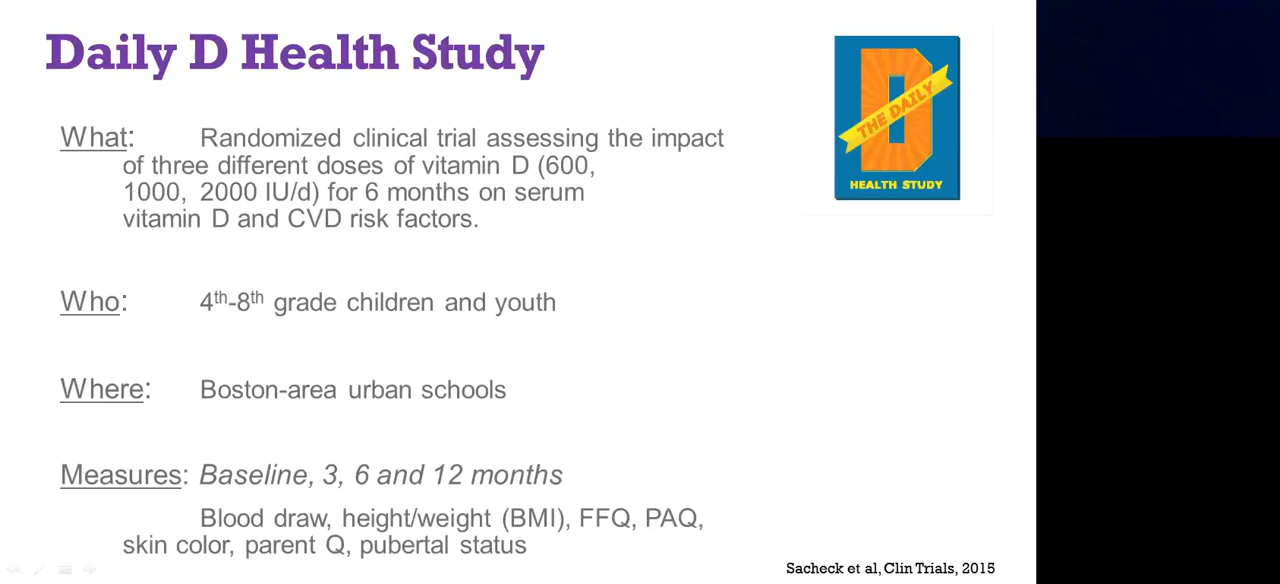 Daily D Health Study
THE DAILY
D
HEALTH STUDY
What: Randomized clinical trial assessing the impact
of three different doses of vitamin D (600,
1000, 2000 IU/d) for 6 months on serum
vitamin D and CVD risk factors.
Who: 4th-8th grade children and youth
Where: Boston-area urban schools
Measures: Baseline, 3, 6 and 12 months
Blood draw, height/weight (BMI), FFQ, PAQ,
skin color, parent Q, pubertal status
Sacheck et al, Clin Trials, 2015